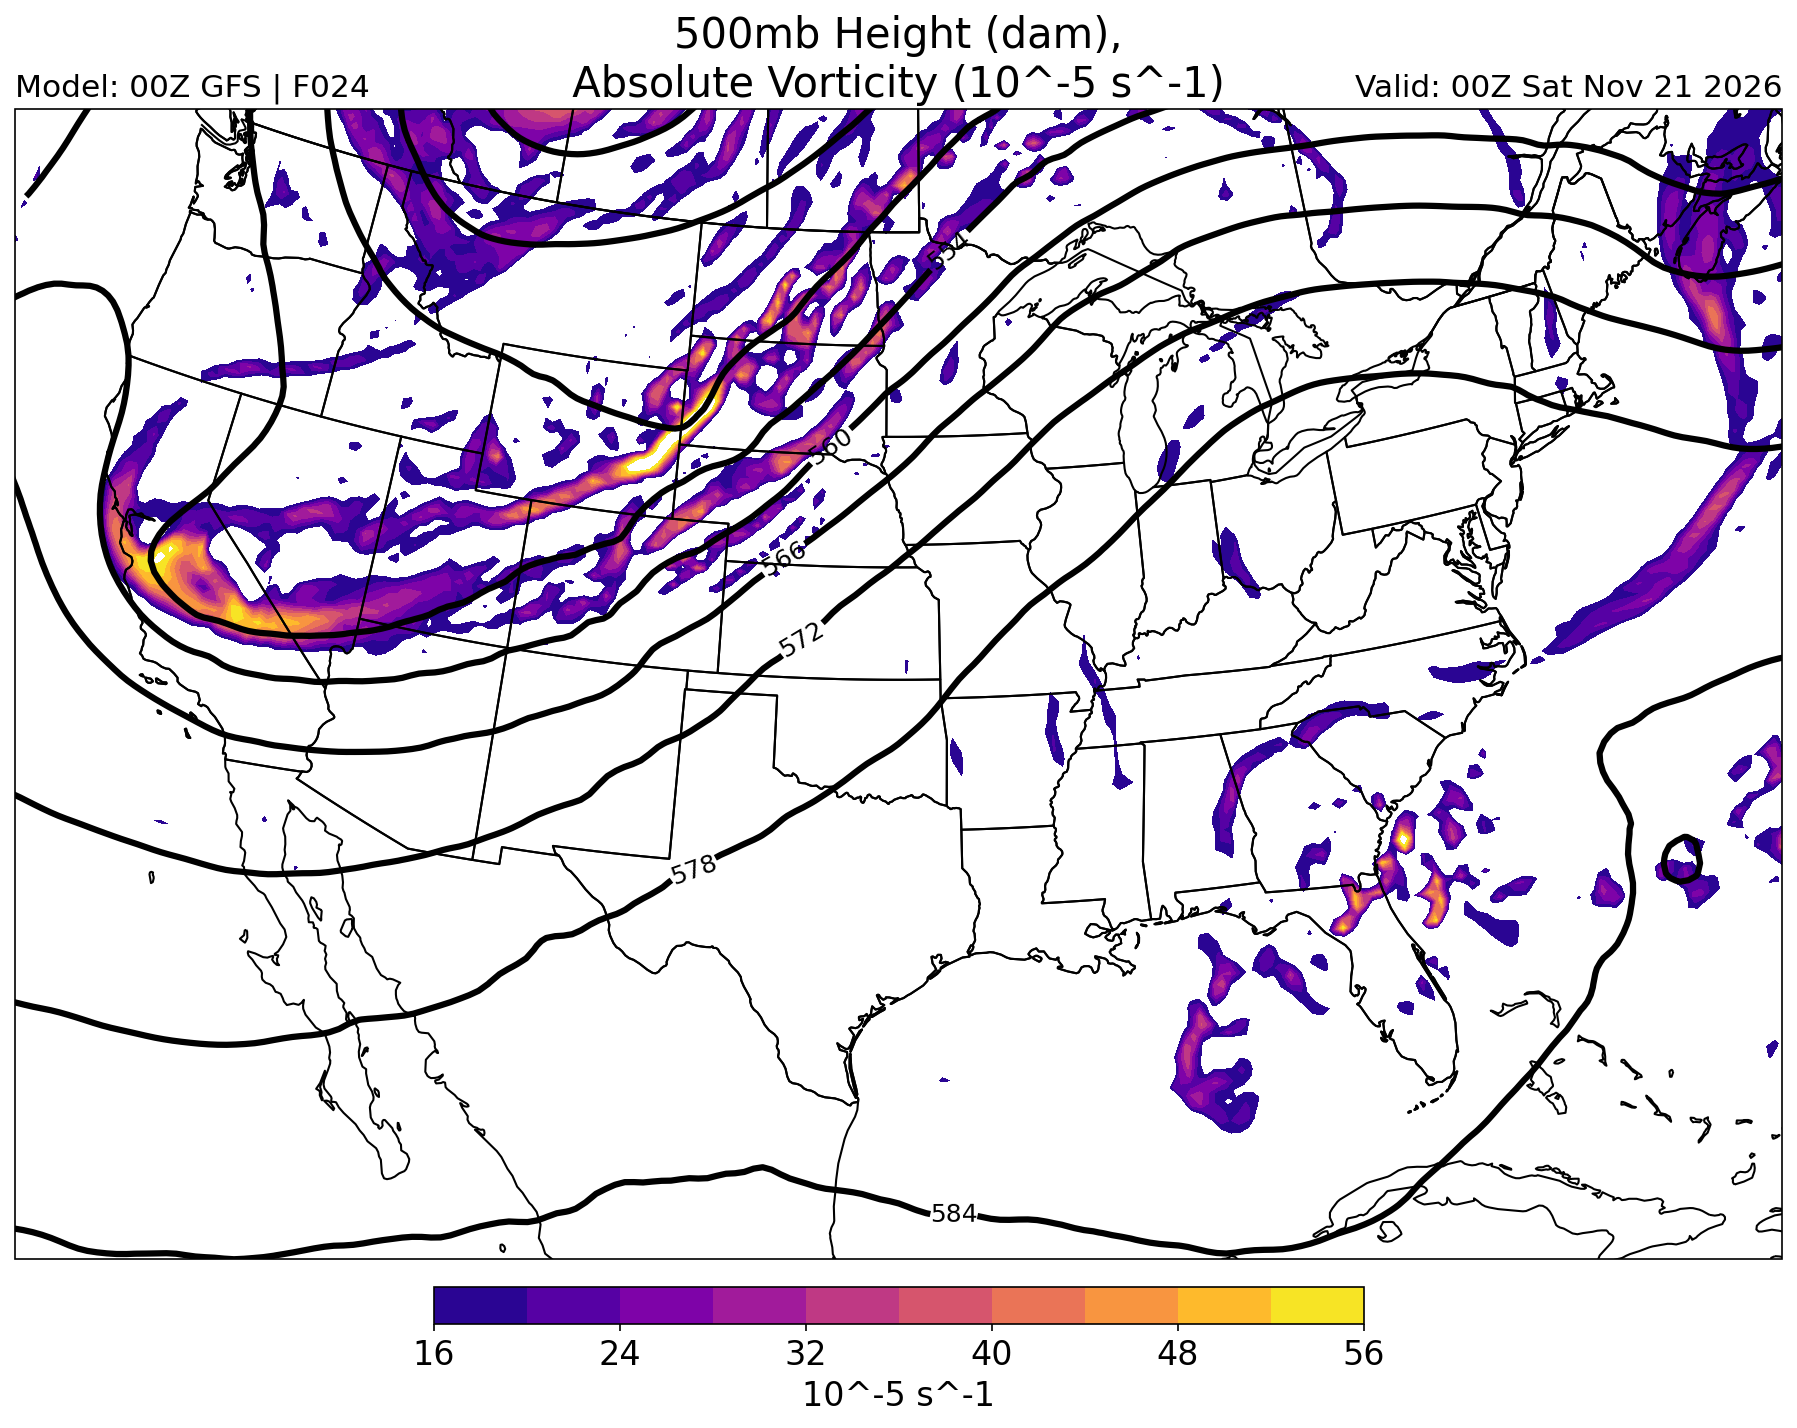 500mb Height (dam),
Absolute Vorticity (10^-5 s^-1)
Model: 00Z GFS | F024
Valid: 00Z Sat Nov 21 2026
554
560
566
572
578
584
16 24 32 40 48 56
10^-5 s^-1